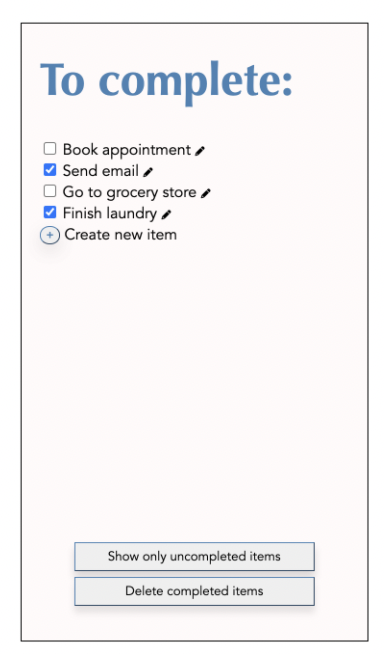 To complete:
Book appointment
Send email
Go to grocery store
Finish laundry
+ Create new item
Show only uncompleted items
Delete completed items